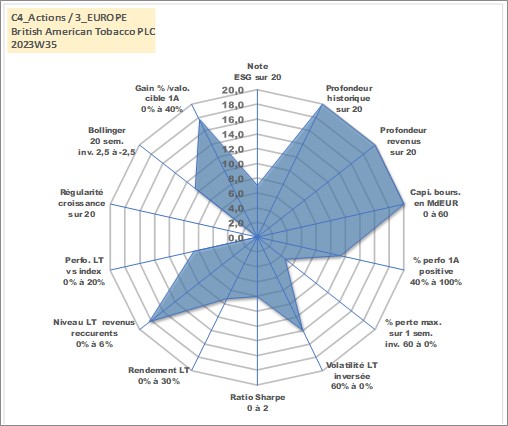 C4_Actions / 3_EUROPE
British American Tobacco PLC
2023W35
Note
ESG sur 20
Profondeur
historique
sur 20
Profondeur
revenus
sur 20
Capi. bours.
en MdEUR
0 à 60
% perfo 1A
positive
40% à 100%
% perte max.
sur 1 sem.
inv. 60 à 0%
Volatilité LT
inversée
60% à 0%
Ratio Sharpe
0 à 2
Rendement LT
0% à 30%
Niveau LT revenus
reccurents
0% à 6%
Perfo. LT
vs index
0% à 20%
Régularité
croissance
sur 20
Bollinger
20 sem.
inv. 2,5 à -2,5
Gain % /valo.
cible 1A
0% à 40%
20,0
18,0
16,0
14,0
12,0
10,0
8,0
6,0
4,0
2,0
0,0